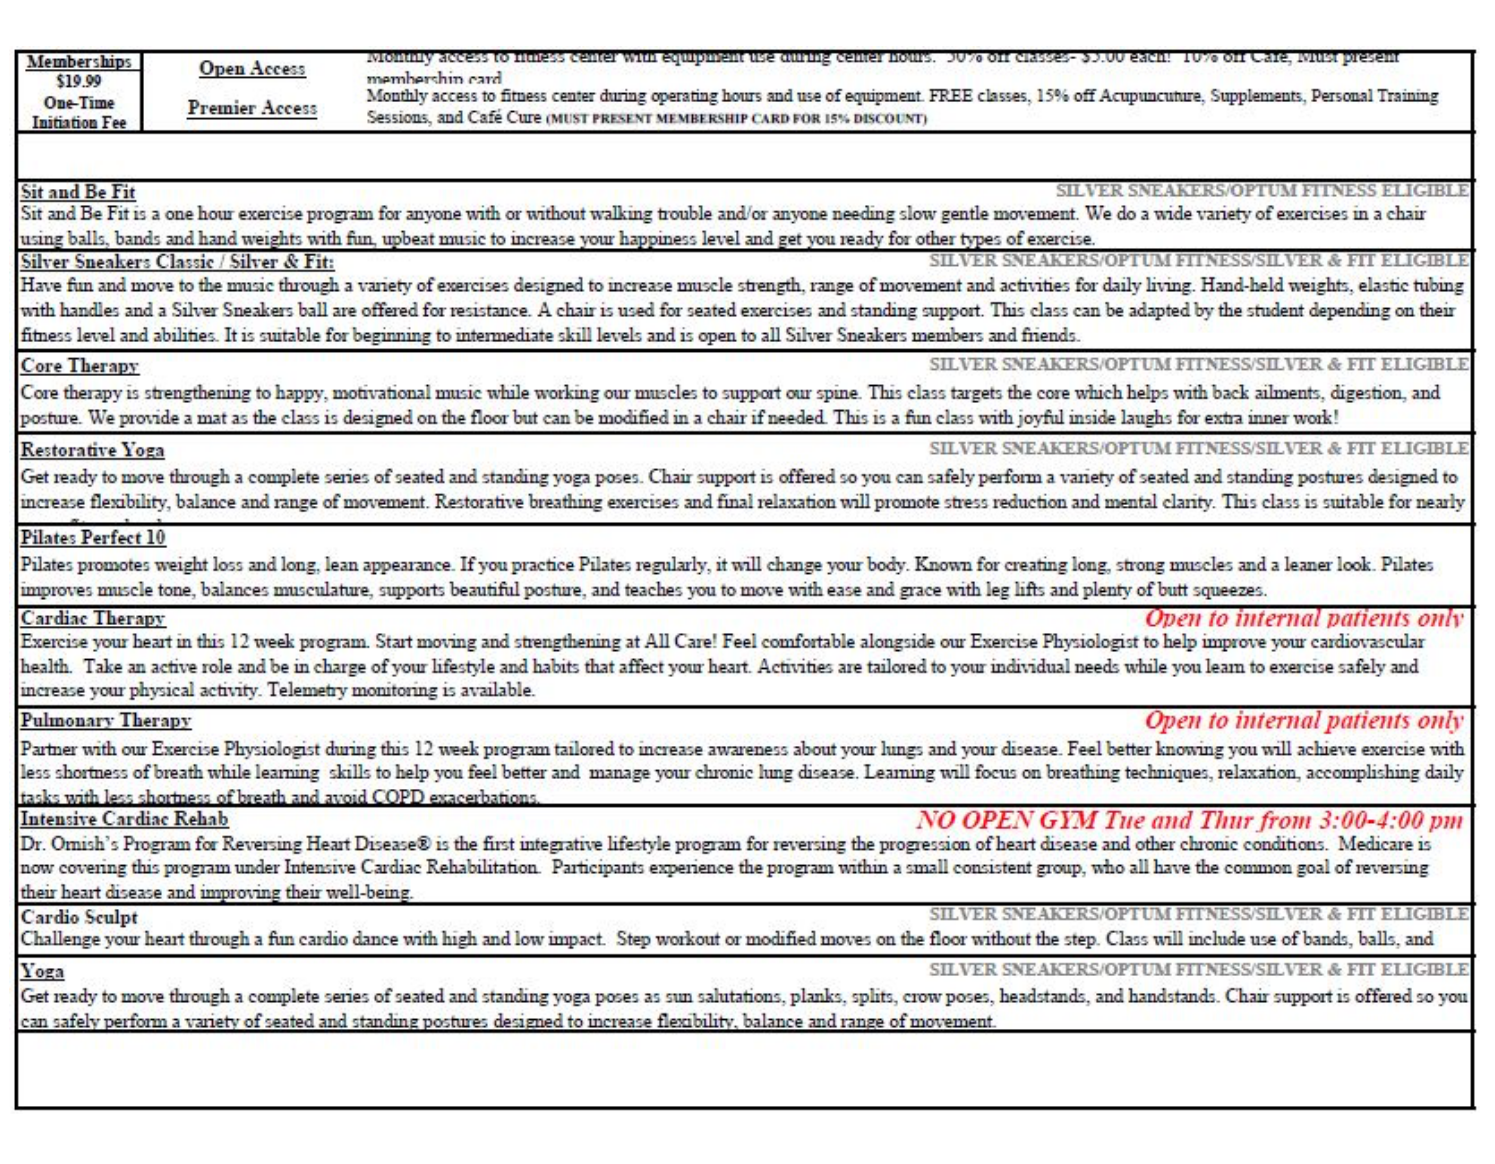 Memberships
$19.99
One-Time
Initiation Fee
Open Access
Monthly access to fitness center with equipment use during center hours. 50% off classes- $5.00 each! 10% off Cafe, Must present
membership card
Premier Access
Monthly access to fitness center during operating hours and use of equipment. FREE classes, 15% off Acupuncuture, Supplements, Personal Training
Sessions, and Café Cure (MUST PRESENT MEMBERSHIP CARD FOR 15% DISCOUNT)
Sit and Be Fit SILVER SNEAKERS/OPTUM FITNESS ELIGIBLE
Sit and Be Fit is a one hour exercise program for anyone with or without walking trouble and/or anyone needing slow gentle movement. We do a wide variety of exercises in a chair
using balls, bands and hand weights with fun, upbeat music to increase your happiness level and get you ready for other types of exercise.
Silver Sneakers Classic / Silver & Fit: SILVER SNEAKERS/OPTUM FITNESS/SILVER & FIT ELIGIBLE
Have fun and move to the music through a variety of exercises designed to increase muscle strength, range of movement and activities for daily living. Hand-held weights, elastic tubing
with handles and a Silver Sneakers ball are offered for resistance. A chair is used for seated exercises and standing support. This class can be adapted by the student depending on their
fitness level and abilities. It is suitable for beginning to intermediate skill levels and is open to all Silver Sneakers members and friends.
Core Therapy SILVER SNEAKERS/OPTUM FITNESS/SILVER & FIT ELIGIBLE
Core therapy is strengthening to happy, motivational music while working our muscles to support our spine. This class targets the core which helps with back ailments, digestion, and
posture. We provide a mat as the class is designed on the floor but can be modified in a chair if needed. This is a fun class with joyful inside laughs for extra inner work!
Restorative Yoga SILVER SNEAKERS/OPTUM FITNESS/SILVER & FIT ELIGIBLE
Get ready to move through a complete series of seated and standing yoga poses. Chair support is offered so you can safely perform a variety of seated and standing postures designed to
increase flexibility, balance and range of movement. Restorative breathing exercises and final relaxation will promote stress reduction and mental clarity. This class is suitable for nearly
Pilates Perfect 10
Pilates promotes weight loss and long, lean appearance. If you practice Pilates regularly, it will change your body. Known for creating long, strong muscles and a leaner look. Pilates
improves muscle tone, balances musculature, supports beautiful posture, and teaches you to move with ease and grace with leg lifts and plenty of butt squeezes.
Cardiac Therapy Open to internal patients only
Exercise your heart in this 12 week program. Start moving and strengthening at All Care! Feel comfortable alongside our Exercise Physiologist to help improve your cardiovascular
health. Take an active role and be in charge of your lifestyle and habits that affect your heart. Activities are tailored to your individual needs while you learn to exercise safely and
increase your physical activity. Telemetry monitoring is available.
Pulmonary Therapy Open to internal patients only
Partner with our Exercise Physiologist during this 12 week program tailored to increase awareness about your lungs and your disease. Feel better knowing you will achieve exercise with
less shortness of breath while learning skills to help you feel better and manage your chronic lung disease. Learning will focus on breathing techniques, relaxation, accomplishing daily
tasks with less shortness of breath and avoid COPD exacerbations.
Intensive Cardiac Rehab NO OPEN GYM Tue and Thur from 3:00-4:00 pm
Dr. Ornish's Program for Reversing Heart Disease® is the first integrative lifestyle program for reversing the progression of heart disease and other chronic conditions. Medicare is
now covering this program under Intensive Cardiac Rehabilitation. Participants experience the program within a small consistent group, who all have the common goal of reversing
their heart disease and improving their well-being.
Cardio Sculpt SILVER SNEAKERS/OPTUM FITNESS/SILVER & FIT ELIGIBLE
Challenge your heart through a fun cardio dance with high and low impact. Step workout or modified moves on the floor without the step. Class will include use of bands, balls, and
Yoga SILVER SNEAKERS/OPTUM FITNESS/SILVER & FIT ELIGIBLE
Get ready to move through a complete series of seated and standing yoga poses as sun salutations, planks, splits, crow poses, headstands, and handstands. Chair support is offered so you
can safely perform a variety of seated and standing postures designed to increase flexibility, balance and range of movement.